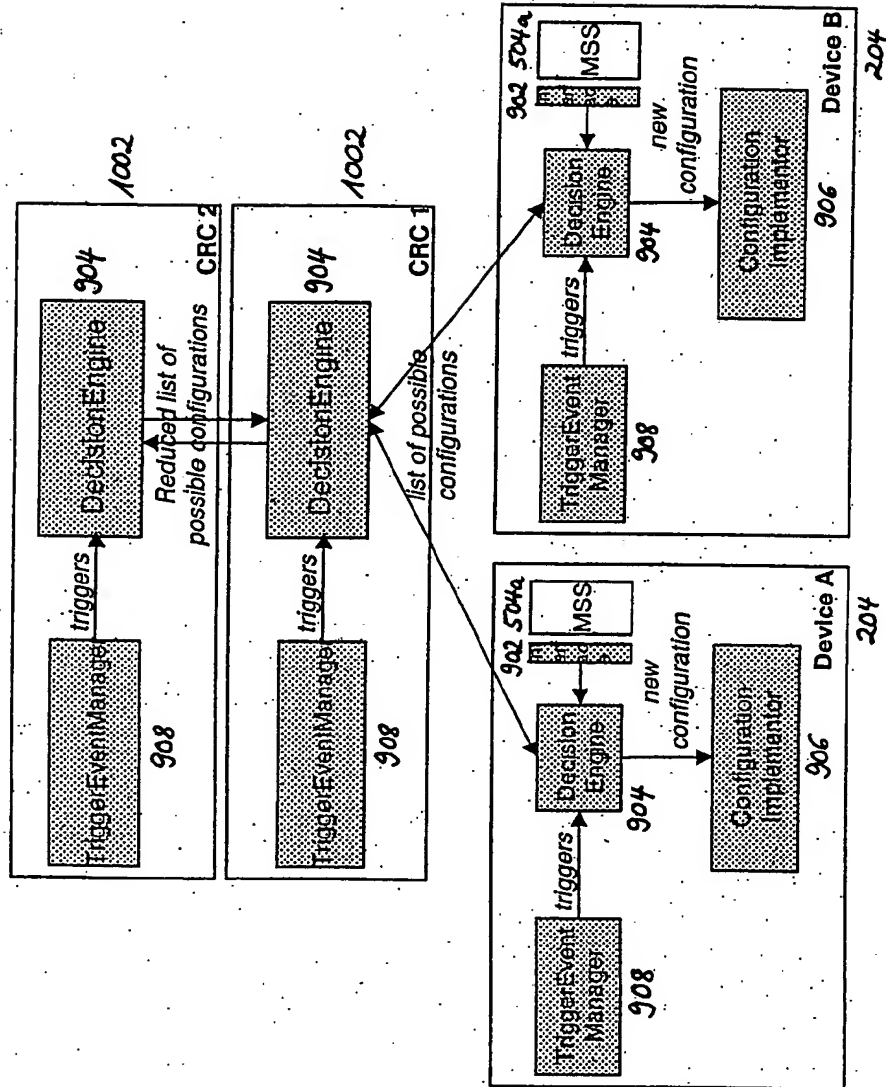 1002
CRC 2
TriggerEventManager
908
triggers
DecisionEngine
904
Reduced list of
possible configurations
1002
CRC 1
TriggerEventManager
908
triggers
DecisionEngine
904
list of possible
configurations
Device A
204
TriggerEvent
Manager
908
triggers
Decision
Engine
904
902 504a
MSS
new
configuration
Configuration
Implementor
906
Device B
204
TriggerEvent
Manager
908
triggers
Decision
Engine
904
902 504a
MSS
new
configuration
Configuration
Implementor
906